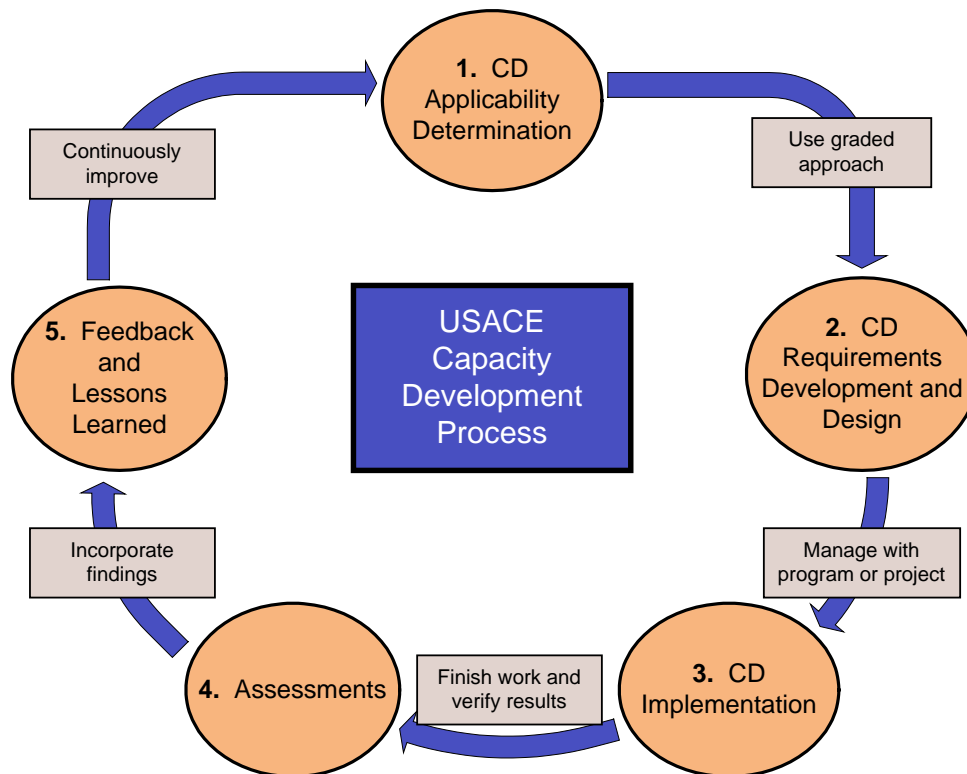 1. CD
Applicability
Determination
Use graded
approach
2. CD
Requirements
Development and
Design
Manage with
program or project
3. CD
Implementation
Finish work and
verify results
4. Assessments
Incorporate
findings
5. Feedback
and
Lessons
Learned
Continuously
improve
USACE
Capacity
Development
Process